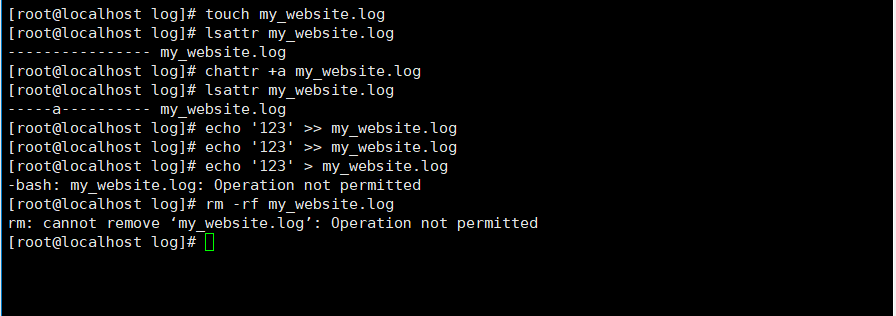 [root@localhost log]# touch my_website.log
[root@localhost log]# lsattr my_website.log
---------------- my_website.log
[root@localhost log]# chattr +a my_website.log
[root@localhost log]# lsattr my_website.log
-----a---------- my_website.log
[root@localhost log]# echo '123' >> my_website.log
[root@localhost log]# echo '123' >> my_website.log
[root@localhost log]# echo '123' > my_website.log
-bash: my_website.log: Operation not permitted
[root@localhost log]# rm -rf my_website.log
rm: cannot remove ‘my_website.log’: Operation not permitted
[root@localhost log]#